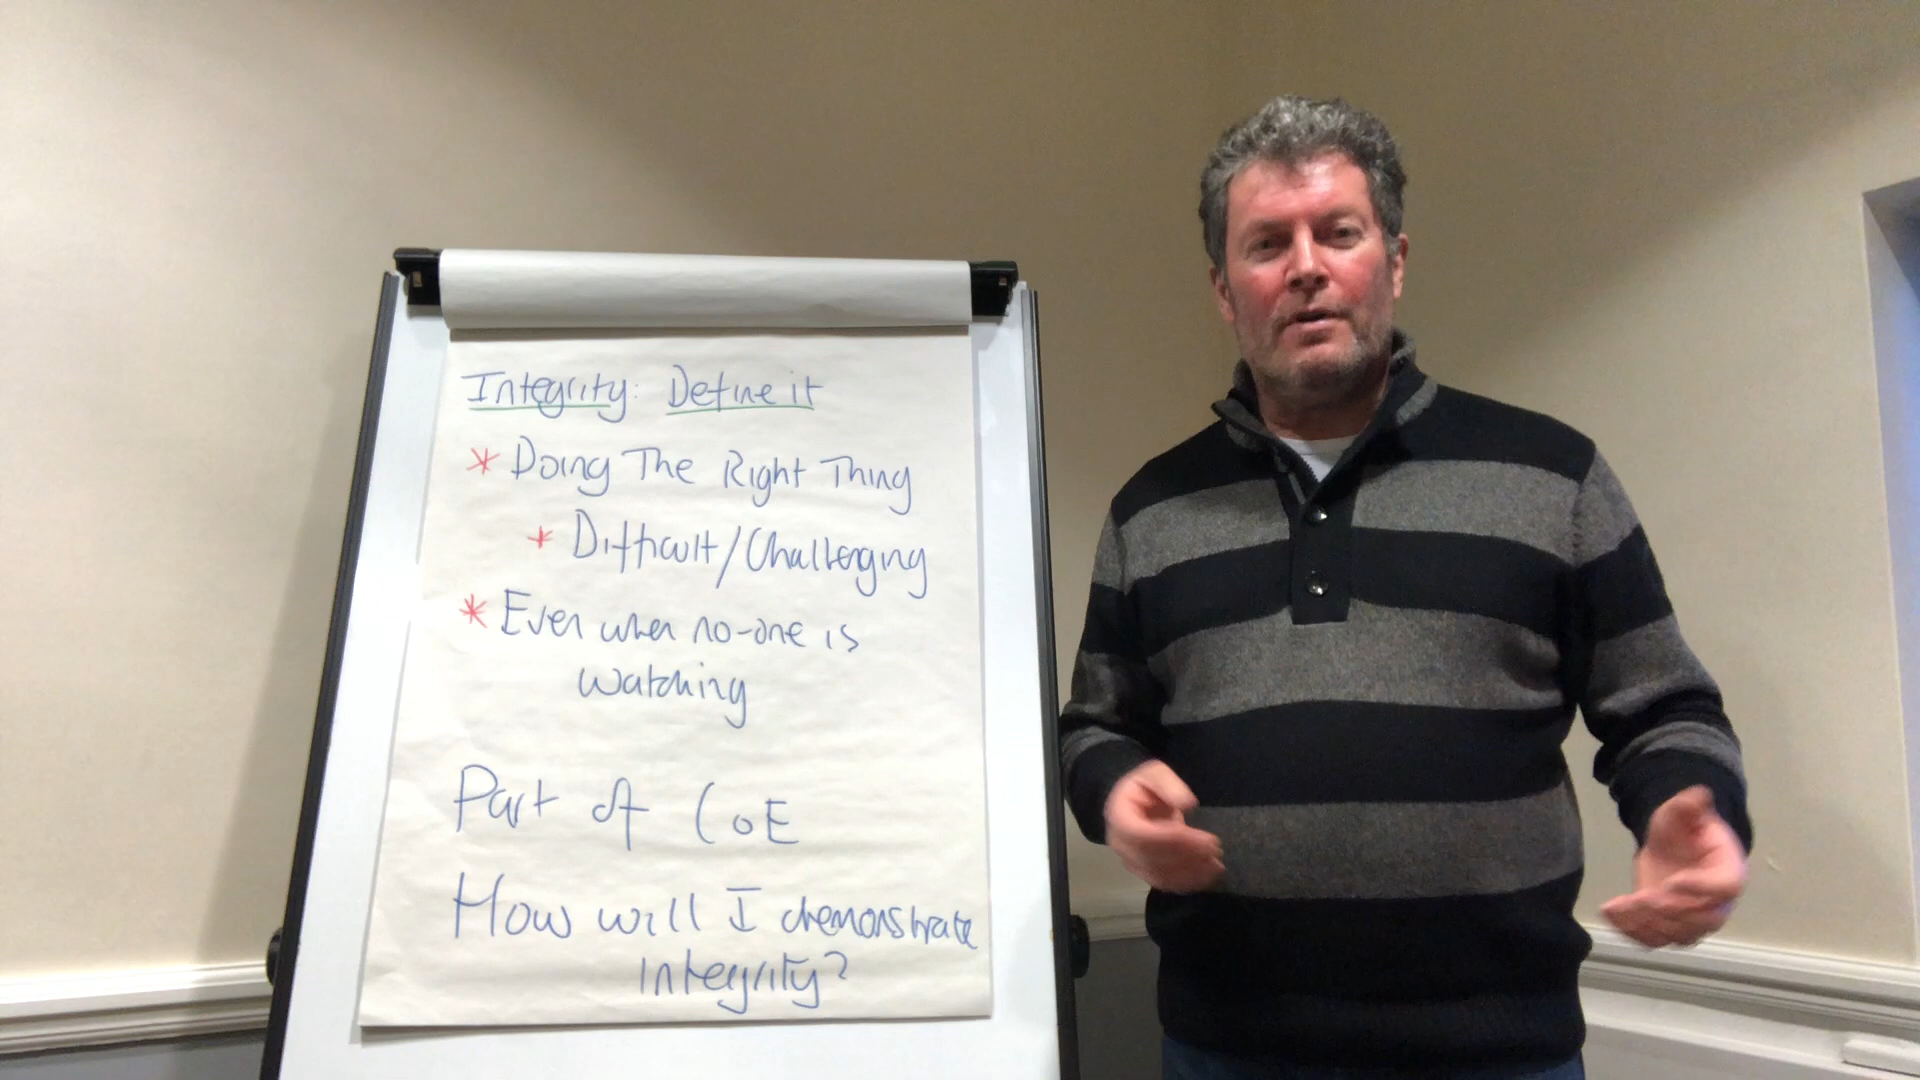 Integrity: Define it
* Doing The Right Thing
* Difficult/Challenging
* Even when no-one is
watching
Part of CoE
How will I demonstrate
integrity?